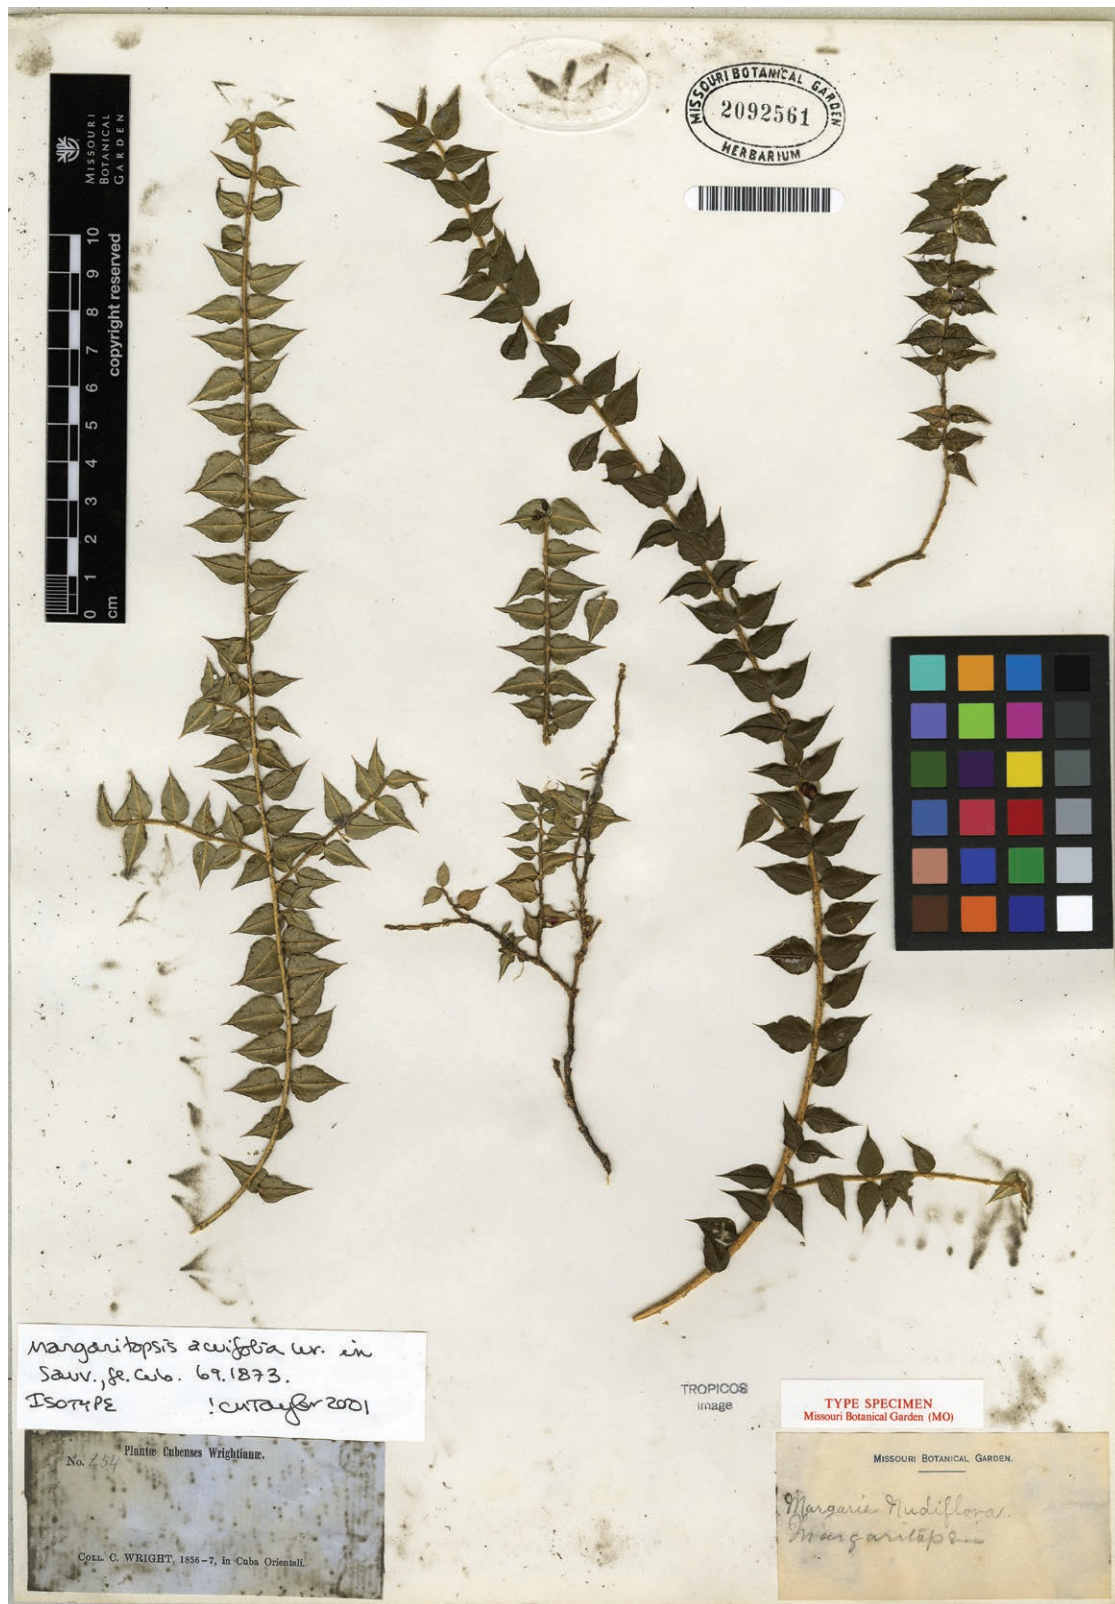 MISSOURI BOTANICAL GARDEN
2092561
HERBARIUM
MISSOURI
BOTANICAL
GARDEN
10
9
8
7
6
5
4
3
2
1
0
cm
copyright reserved
Margaritopsis acuifolia Wr. in
Sauv., Fl. Cub. 69. 1873.
ISOTYPE ! CMTaylor 2001
Plantæ Cubenses Wrightianæ.
No. 254
COLL. C. WRIGHT, 1856-7, in Cuba Orientali.
TROPICOS
image
TYPE SPECIMEN
Missouri Botanical Garden (MO)
MISSOURI BOTANICAL GARDEN.
Margaris Nudiflora.